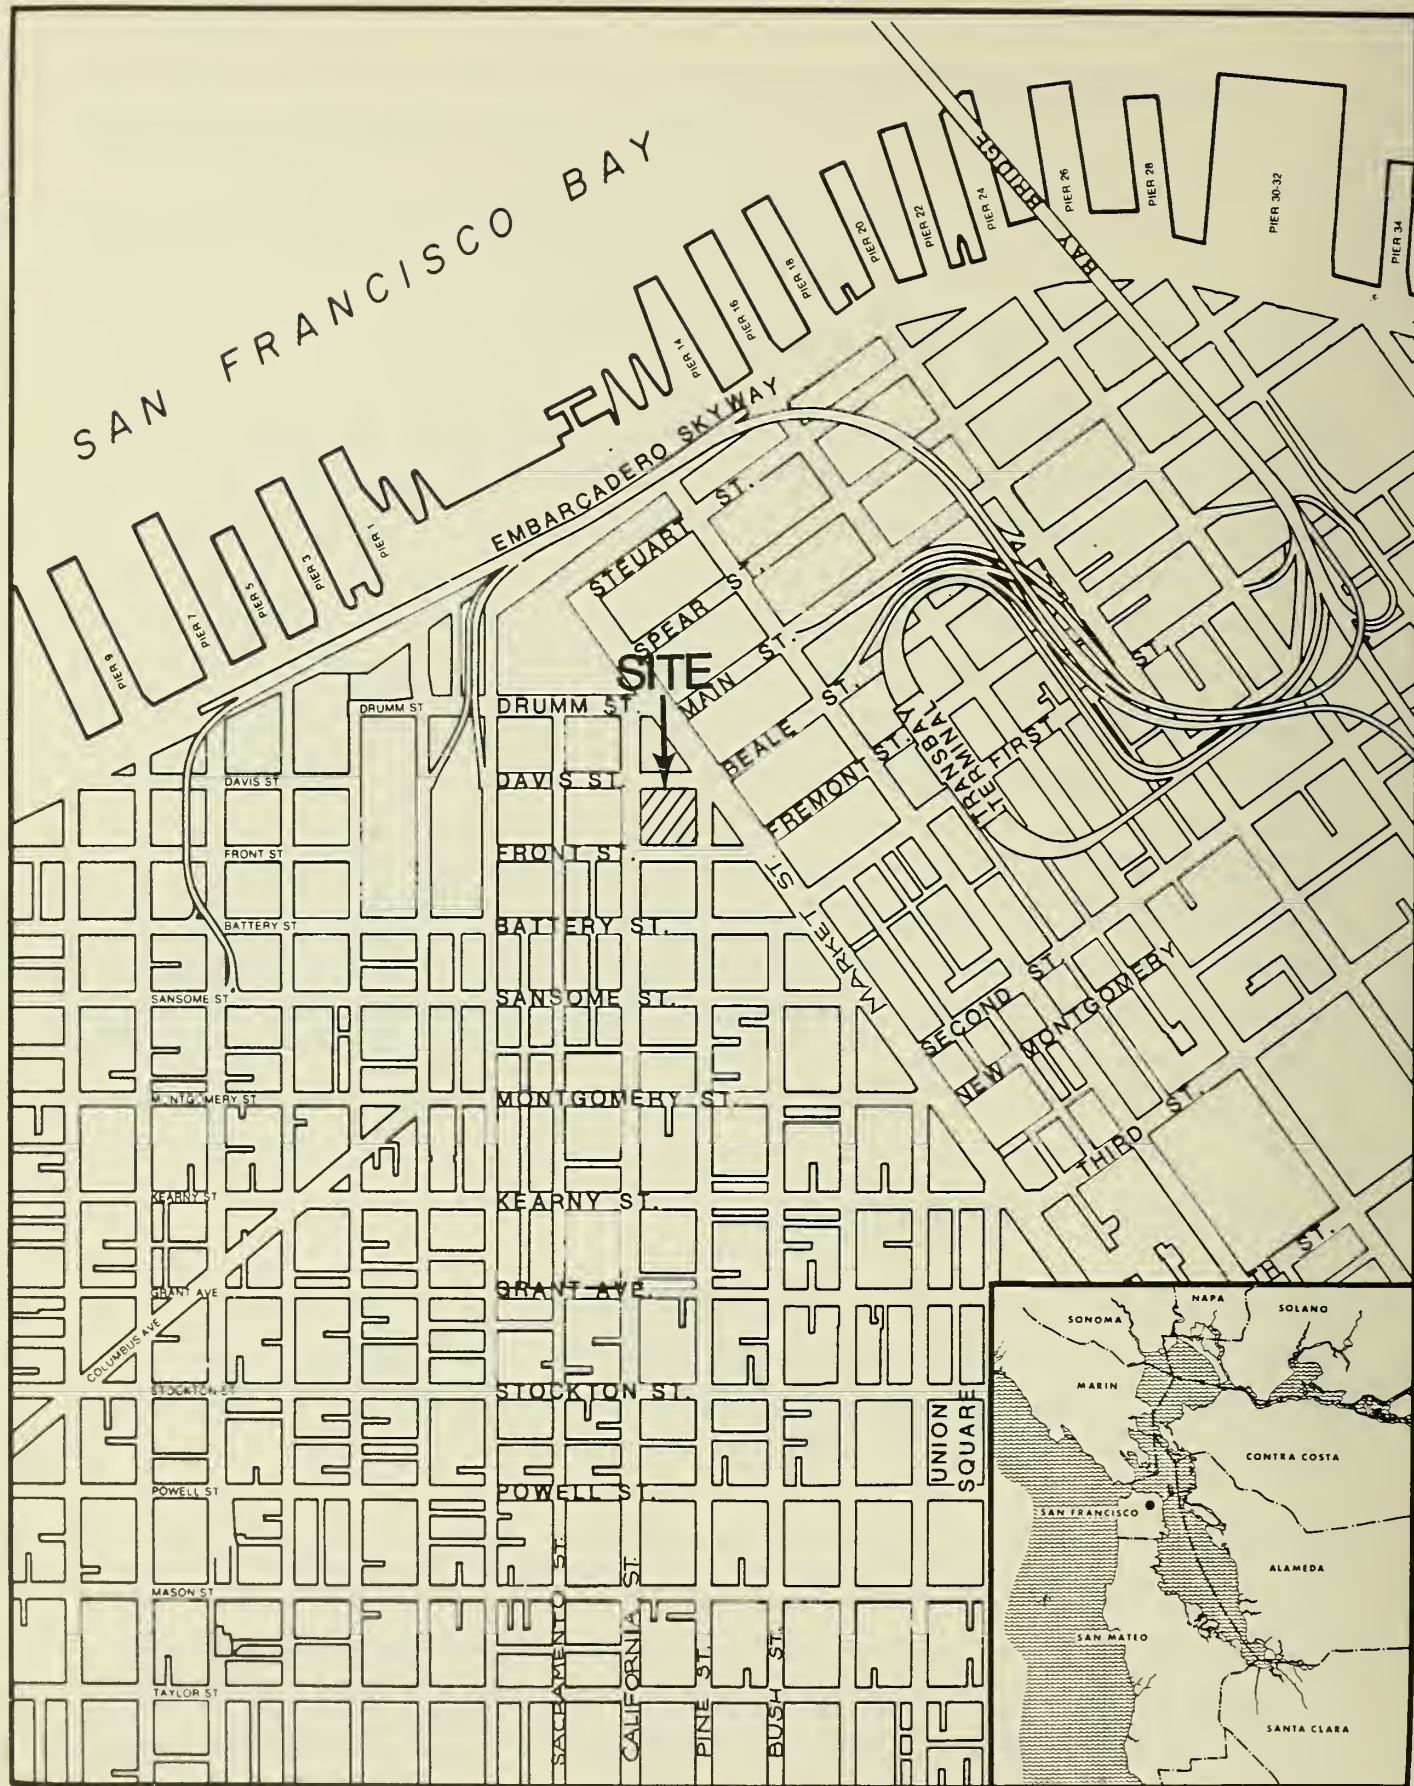 SAN FRANCISCO BAY
BAY BRIDGE
PIER 9
PIER 7
PIER 5
PIER 3
PIER 1
PIER 14
PIER 16
PIER 18
PIER 20
PIER 22
PIER 24
PIER 26
PIER 28
PIER 30-32
PIER 34
EMBARCADERO SKYWAY
STEUART ST.
SPEAR ST.
MAIN ST.
BEALE ST.
FREMONT ST.
TRANSBAY
TERMINAL
FIRST ST.
SECOND ST.
NEW MONTGOMERY
THIRD ST.
TH ST.
MARKET ST.
SITE
DRUMM ST
DRUMM ST.
DAVIS ST
DAVIS ST.
FRONT ST
FRONT ST.
BATTERY ST
BATTERY ST.
SANSOME ST
SANSOME ST.
MONTGOMERY ST
MONTGOMERY ST.
KEARNY ST
KEARNY ST.
GRANT AVE
GRANT AVE.
COLUMBUS AVE
STOCKTON ST
STOCKTON ST.
POWELL ST
POWELL ST.
MASON ST
TAYLOR ST
SACRAMENTO ST.
CALIFORNIA ST.
PINE ST.
BUSH ST.
UNION
SQUARE
NAPA
SONOMA
SOLANO
MARIN
CONTRA COSTA
SAN FRANCISCO
ALAMEDA
SAN MATEO
SANTA CLARA